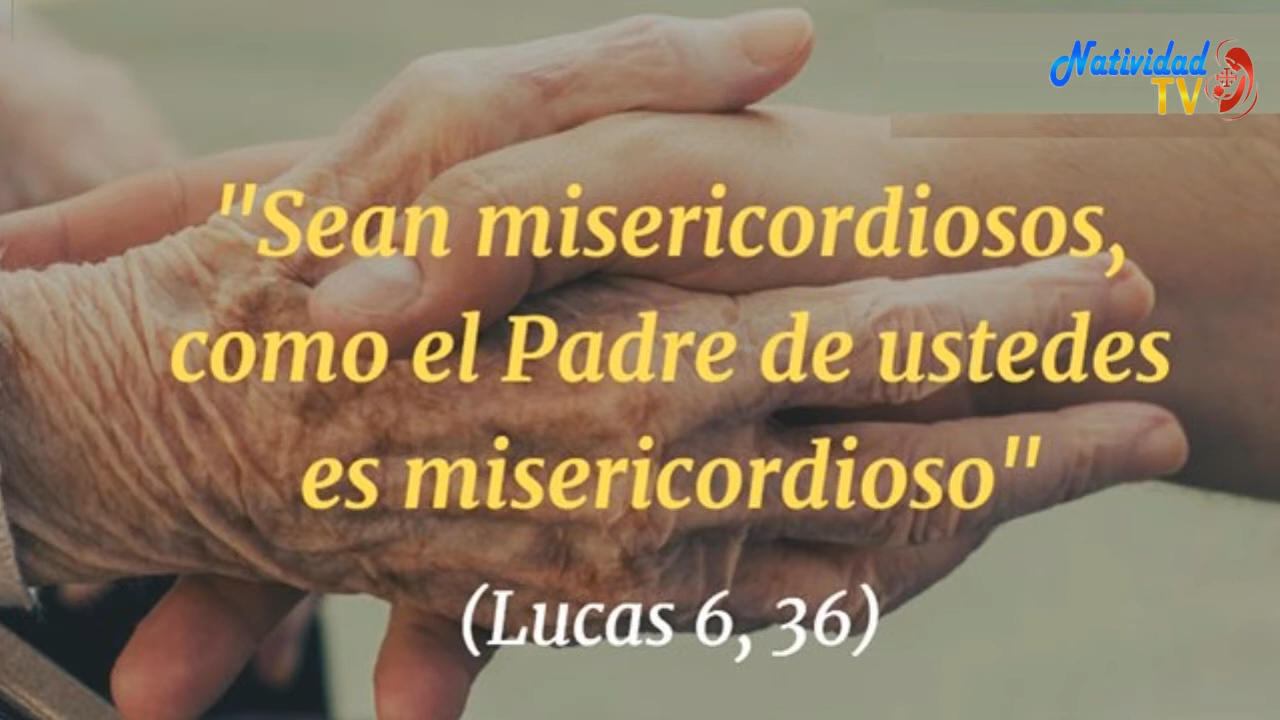 Natividad
TV
"Sean misericordiosos,
como el Padre de ustedes
es misericordioso"
(Lucas 6, 36)